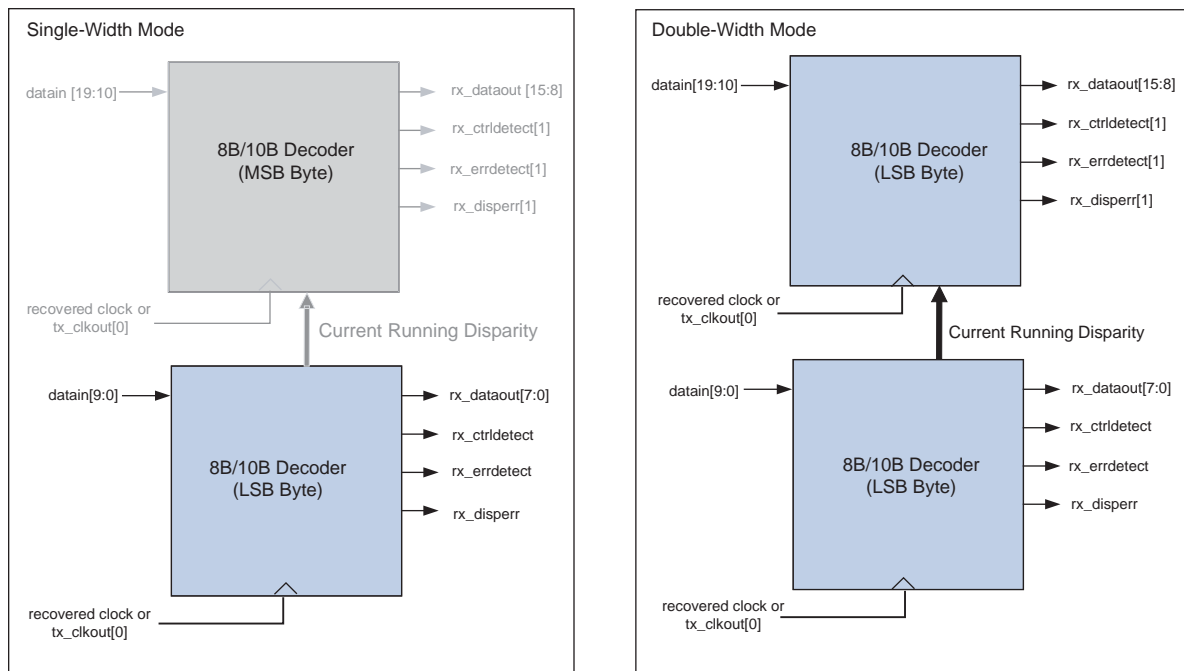 Single-Width Mode
datain [19:10]
8B/10B Decoder
(MSB Byte)
rx_dataout [15:8]
rx_ctrldetect[1]
rx_errdetect[1]
rx_disperr[1]
recovered clock or
tx_clkout[0]
Current Running Disparity
datain[9:0]
8B/10B Decoder
(LSB Byte)
rx_dataout[7:0]
rx_ctrldetect
rx_errdetect
rx_disperr
recovered clock or
tx_clkout[0]
Double-Width Mode
datain[19:10]
8B/10B Decoder
(LSB Byte)
rx_dataout[15:8]
rx_ctrldetect[1]
rx_errdetect[1]
rx_disperr[1]
recovered clock or
tx_clkout[0]
Current Running Disparity
datain[9:0]
8B/10B Decoder
(LSB Byte)
rx_dataout[7:0]
rx_ctrldetect
rx_errdetect
rx_disperr
recovered clock or
tx_clkout[0]